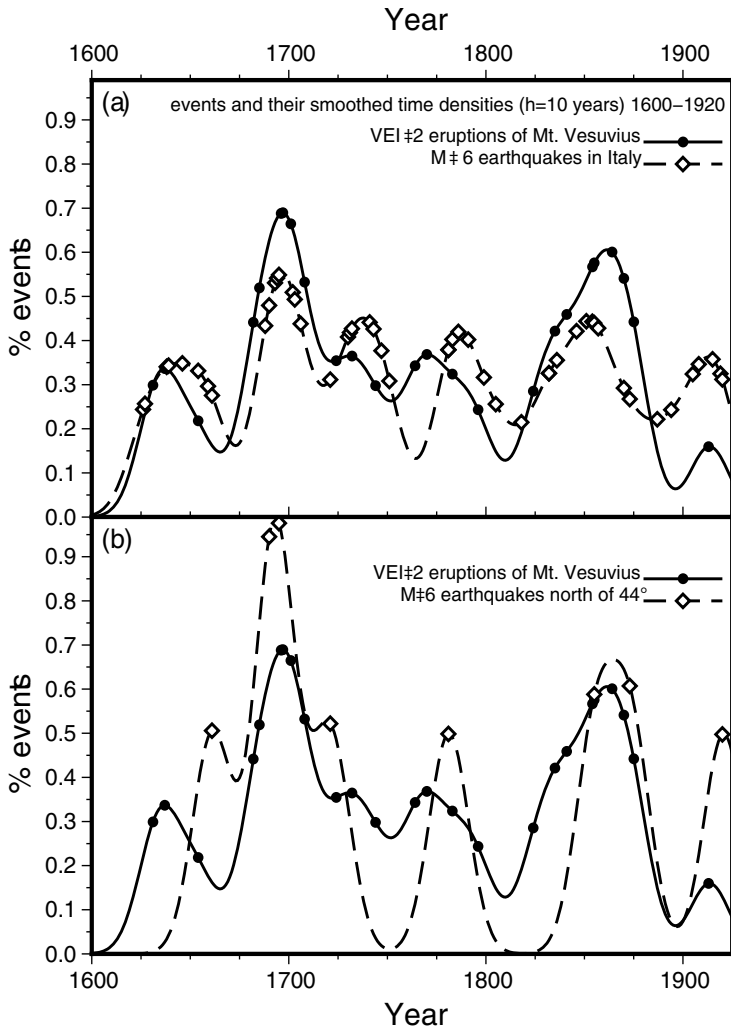 Year
1600 1700 1800 1900
(a) events and their smoothed time densities (h=10 years) 1600–1920
VEI‡2 eruptions of Mt. Vesuvius
M‡6 earthquakes in Italy
0.9
0.8
0.7
0.6
0.5
0.4
0.3
0.2
0.1
0.0
% events
(b)
VEI‡2 eruptions of Mt. Vesuvius
M‡6 earthquakes north of 44°
0.9
0.8
0.7
0.6
0.5
0.4
0.3
0.2
0.1
0.0
% events
1600 1700 1800 1900
Year